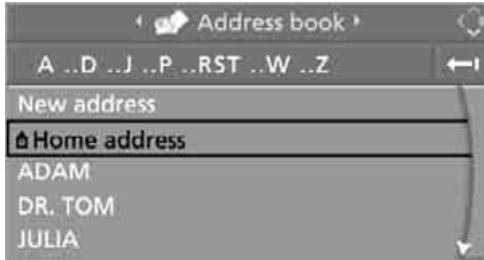 Address book
A ..D ..J ..P ..RST ..W ..Z
New address
Home address
ADAM
DR. TOM
JULIA